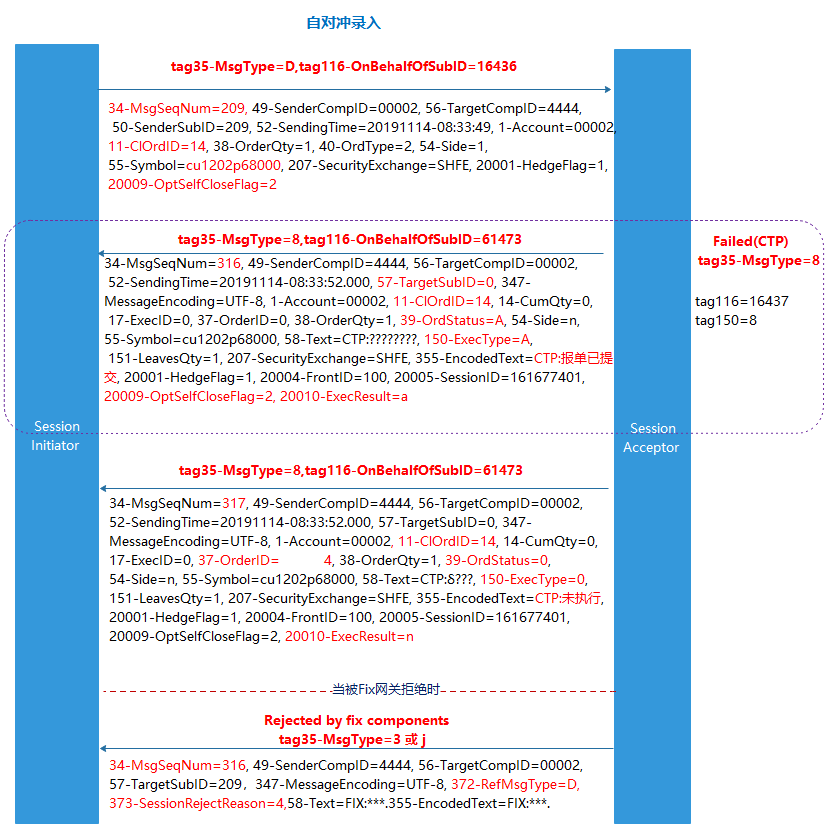 自对冲录入
tag35-MsgType=D,tag116-OnBehalfOfSubID=16436
34-MsgSeqNum=209, 49-SenderCompID=00002, 56-TargetCompID=4444,
50-SenderSubID=209, 52-SendingTime=20191114-08:33:49, 1-Account=00002,
11-ClOrdID=14, 38-OrderQty=1, 40-OrdType=2, 54-Side=1,
55-Symbol=cu1202p68000, 207-SecurityExchange=SHFE, 20001-HedgeFlag=1,
20009-OptSelfCloseFlag=2
tag35-MsgType=8,tag116-OnBehalfOfSubID=61473
34-MsgSeqNum=316, 49-SenderCompID=4444, 56-TargetCompID=00002,
52-SendingTime=20191114-08:33:52.000, 57-TargetSubID=0, 347-
MessageEncoding=UTF-8, 1-Account=00002, 11-ClOrdID=14, 14-CumQty=0,
17-ExecID=0, 37-OrderID=0, 38-OrderQty=1, 39-OrdStatus=A, 54-Side=n,
55-Symbol=cu1202p68000, 58-Text=CTP:????????, 150-ExecType=A,
151-LeavesQty=1, 207-SecurityExchange=SHFE, 355-EncodedText=CTP:报单已提
交, 20001-HedgeFlag=1, 20004-FrontID=100, 20005-SessionID=161677401,
20009-OptSelfCloseFlag=2, 20010-ExecResult=a
Failed(CTP)
tag35-MsgType=8
tag116=16437
tag150=8
Session
Initiator
Session
Acceptor
tag35-MsgType=8,tag116-OnBehalfOfSubID=61473
34-MsgSeqNum=317, 49-SenderCompID=4444, 56-TargetCompID=00002,
52-SendingTime=20191114-08:33:52.000, 57-TargetSubID=0, 347-
MessageEncoding=UTF-8, 1-Account=00002, 11-ClOrdID=14, 14-CumQty=0,
17-ExecID=0, 37-OrderID= 4, 38-OrderQty=1, 39-OrdStatus=0,
54-Side=n, 55-Symbol=cu1202p68000, 58-Text=CTP:δ???, 150-ExecType=0,
151-LeavesQty=1, 207-SecurityExchange=SHFE, 355-EncodedText=CTP:未执行,
20001-HedgeFlag=1, 20004-FrontID=100, 20005-SessionID=161677401,
20009-OptSelfCloseFlag=2, 20010-ExecResult=n
当被Fix网关拒绝时
Rejected by fix components
tag35-MsgType=3 或 j
34-MsgSeqNum=316, 49-SenderCompID=4444, 56-TargetCompID=00002,
57-TargetSubID=209，347-MessageEncoding=UTF-8, 372-RefMsgType=D,
373-SessionRejectReason=4,58-Text=FIX:***.355-EncodedText=FIX:***.